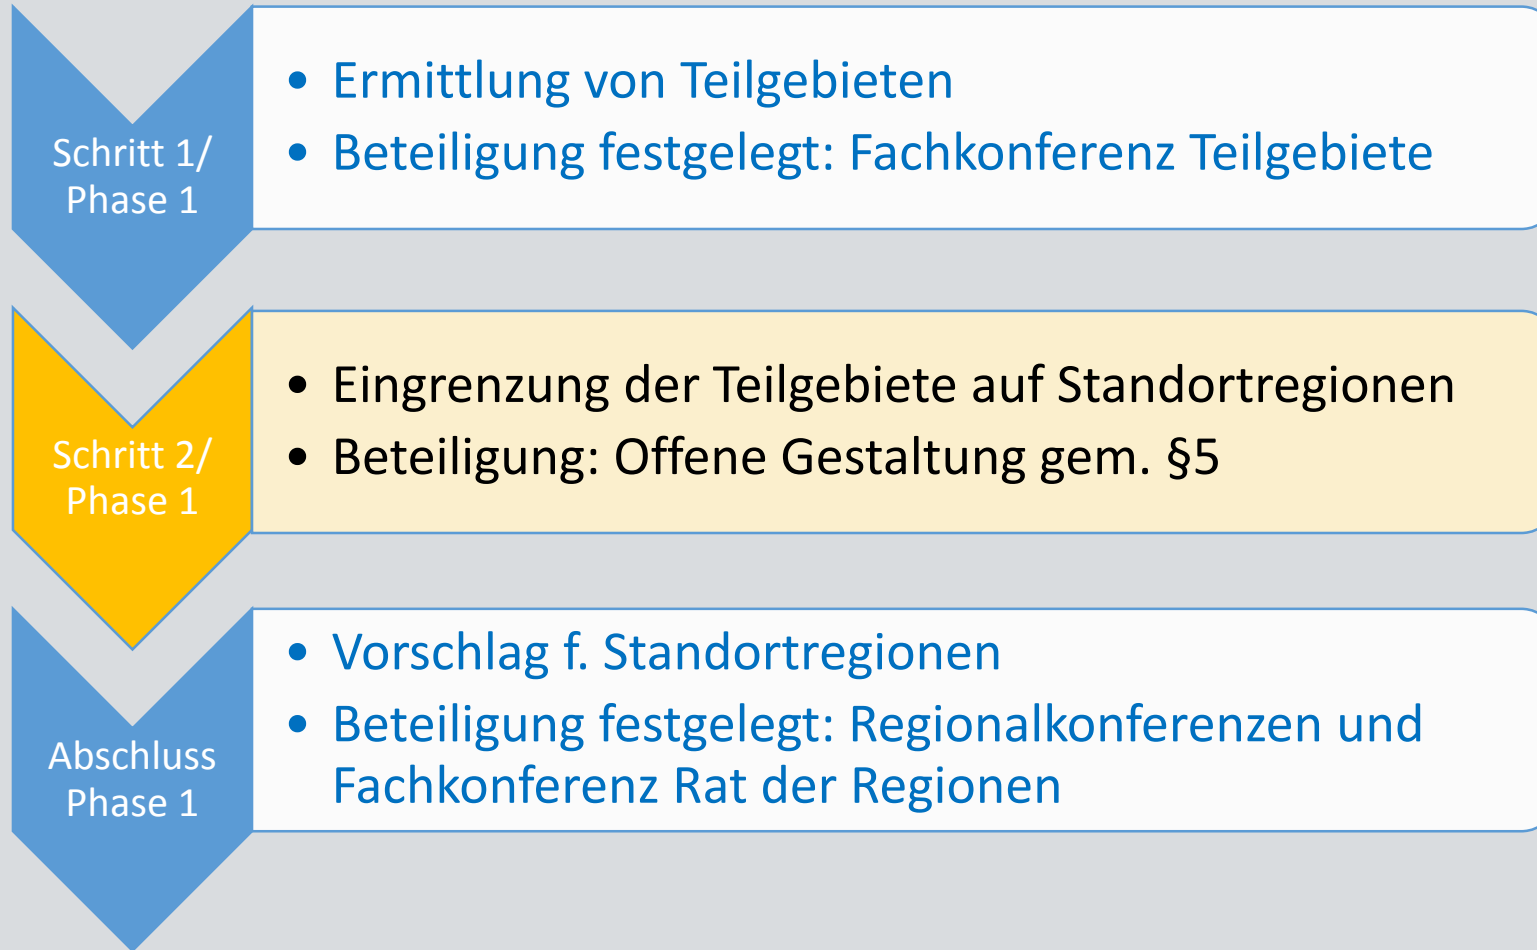 Schritt 1/
Phase 1
• Ermittlung von Teilgebieten
• Beteiligung festgelegt: Fachkonferenz Teilgebiete
Schritt 2/
Phase 1
• Eingrenzung der Teilgebiete auf Standortregionen
• Beteiligung: Offene Gestaltung gem. §5
Abschluss
Phase 1
• Vorschlag f. Standortregionen
• Beteiligung festgelegt: Regionalkonferenzen und
Fachkonferenz Rat der Regionen